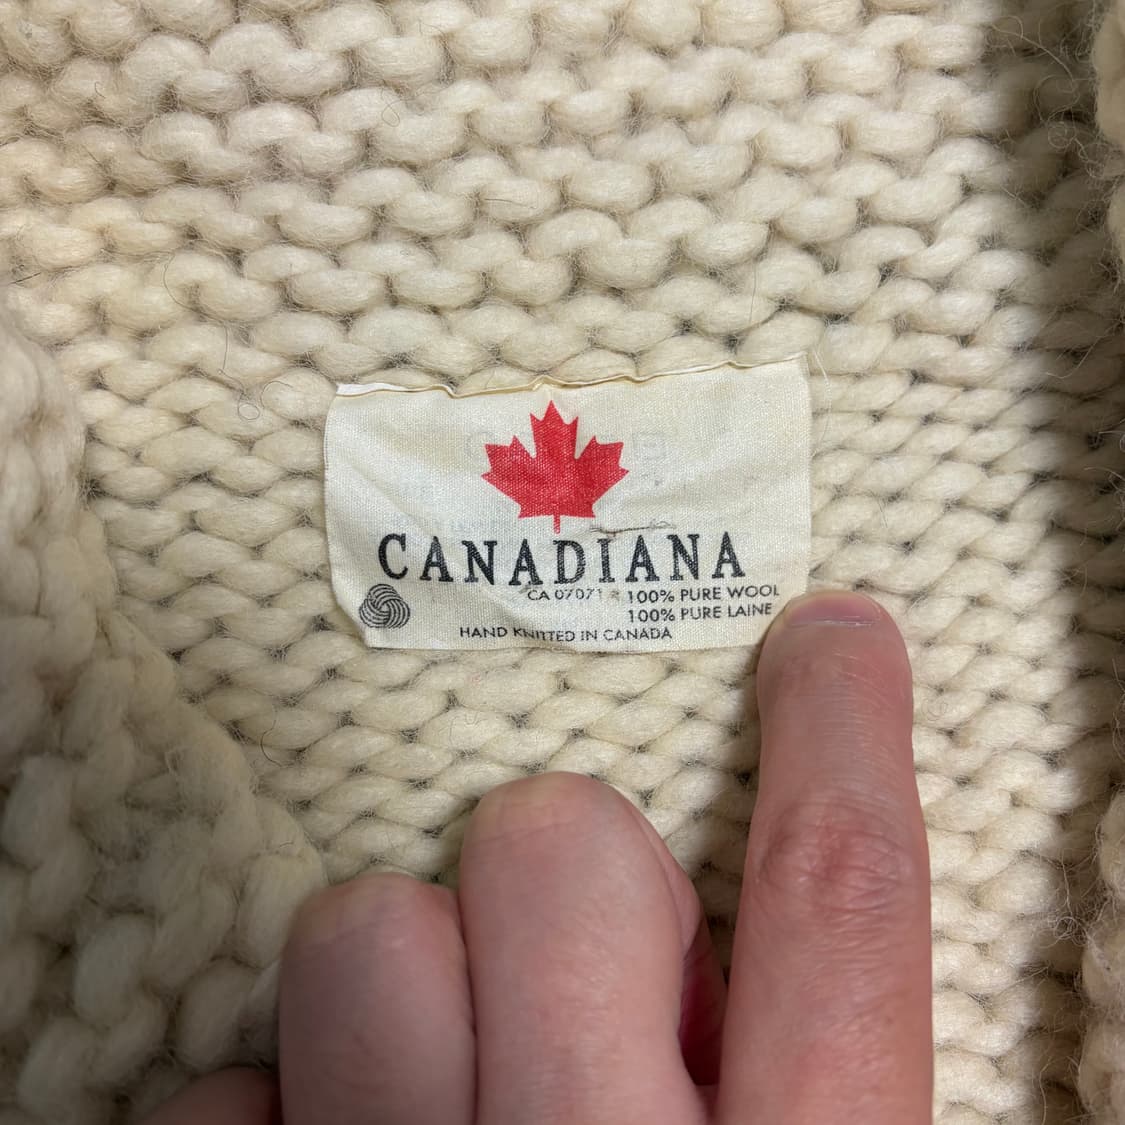 CANADIANA
CA 07071 100% PURE WOOL
100% PURE LAINE
HAND KNITTED IN CANADA